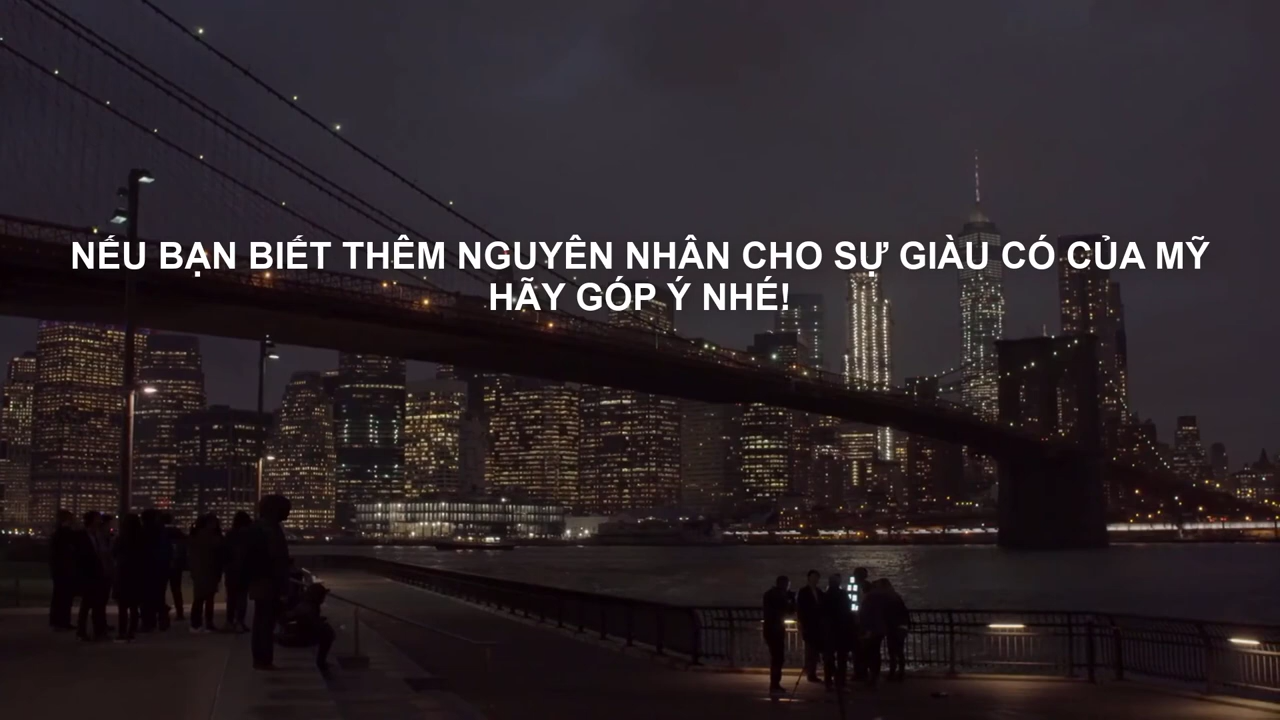 NẾU BẠN BIẾT THÊM NGUYÊN NHÂN CHO SỰ GIÀU CÓ CỦA MỸ
HÃY GÓP Ý NHÉ!